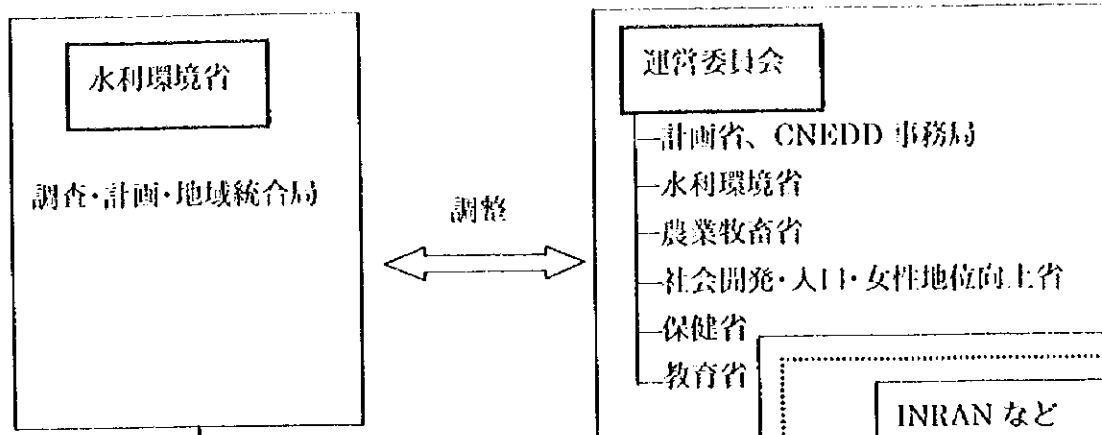 水利環境省
調査・計画・地域統合局
調整
運営委員会
計画省、CNEDD 事務局
水利環境省
農業牧畜省
社会開発・人口・女性地位向上省
保健省
教育省
INRAN など